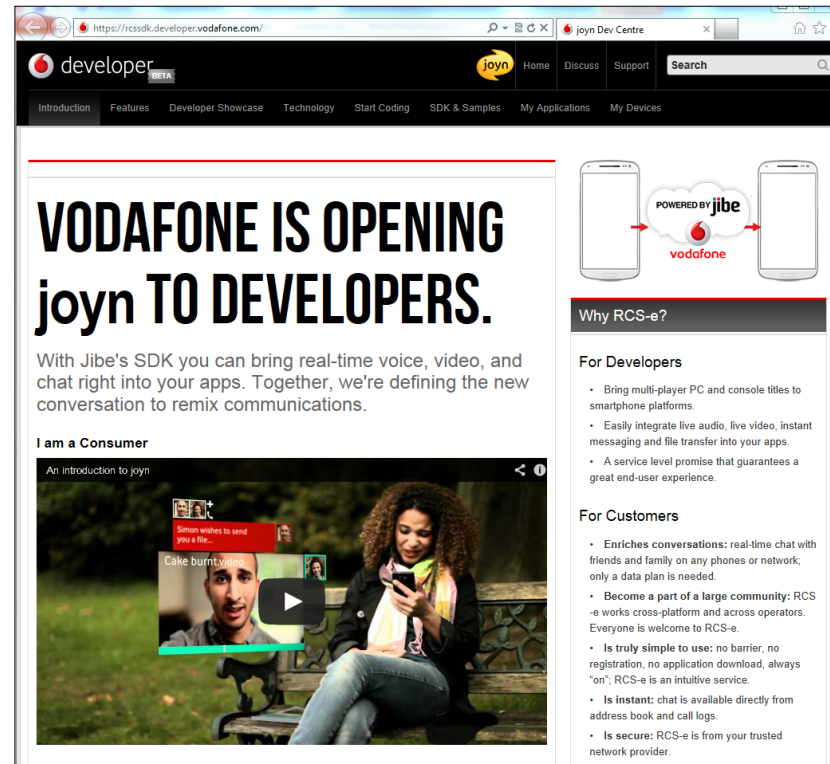 https://rcssdk.developer.vodafone.com/
joyn Dev Centre
developer
BETA
joyn
Home
Discuss
Support
Search
Introduction
Features
Developer Showcase
Technology
Start Coding
SDK & Samples
My Applications
My Devices
VODAFONE IS OPENING
joyn TO DEVELOPERS.
With Jibe's SDK you can bring real-time voice, video, and
chat right into your apps. Together, we're defining the new
conversation to remix communications.
I am a Consumer
An introduction to joyn
Simon wishes to send
you a file...
Cake burnt.video
POWERED BY jibe
vodafone
Why RCS-e?
For Developers
• Bring multi-player PC and console titles to
smartphone platforms.
• Easily integrate live audio, live video, instant
messaging and file transfer into your apps.
• A service level promise that guarantees a
great end-user experience.
For Customers
• Enriches conversations: real-time chat with
friends and family on any phones or network;
only a data plan is needed.
• Become a part of a large community: RCS
-e works cross-platform and across operators.
Everyone is welcome to RCS-e.
• Is truly simple to use: no barrier, no
registration, no application download, always
"on"; RCS-e is an intuitive service.
• Is instant: chat is available directly from
address book and call logs.
• Is secure: RCS-e is from your trusted
network provider.